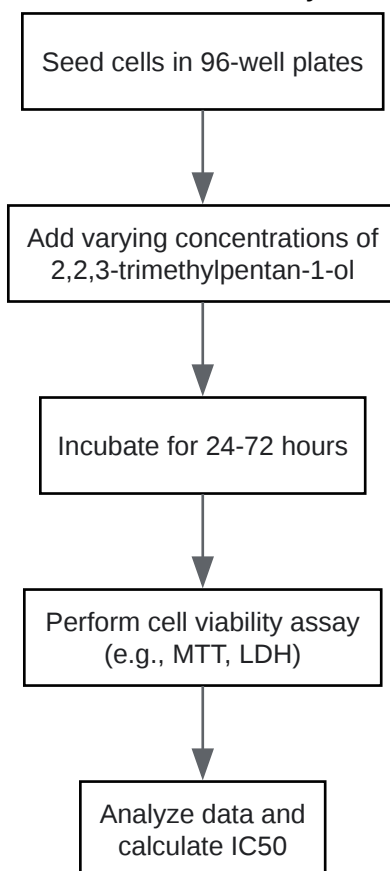 Seed cells in 96-well plates
Add varying concentrations of
2,2,3-trimethylpentan-1-ol
Incubate for 24-72 hours
Perform cell viability assay
(e.g., MTT, LDH)
Analyze data and
calculate IC50